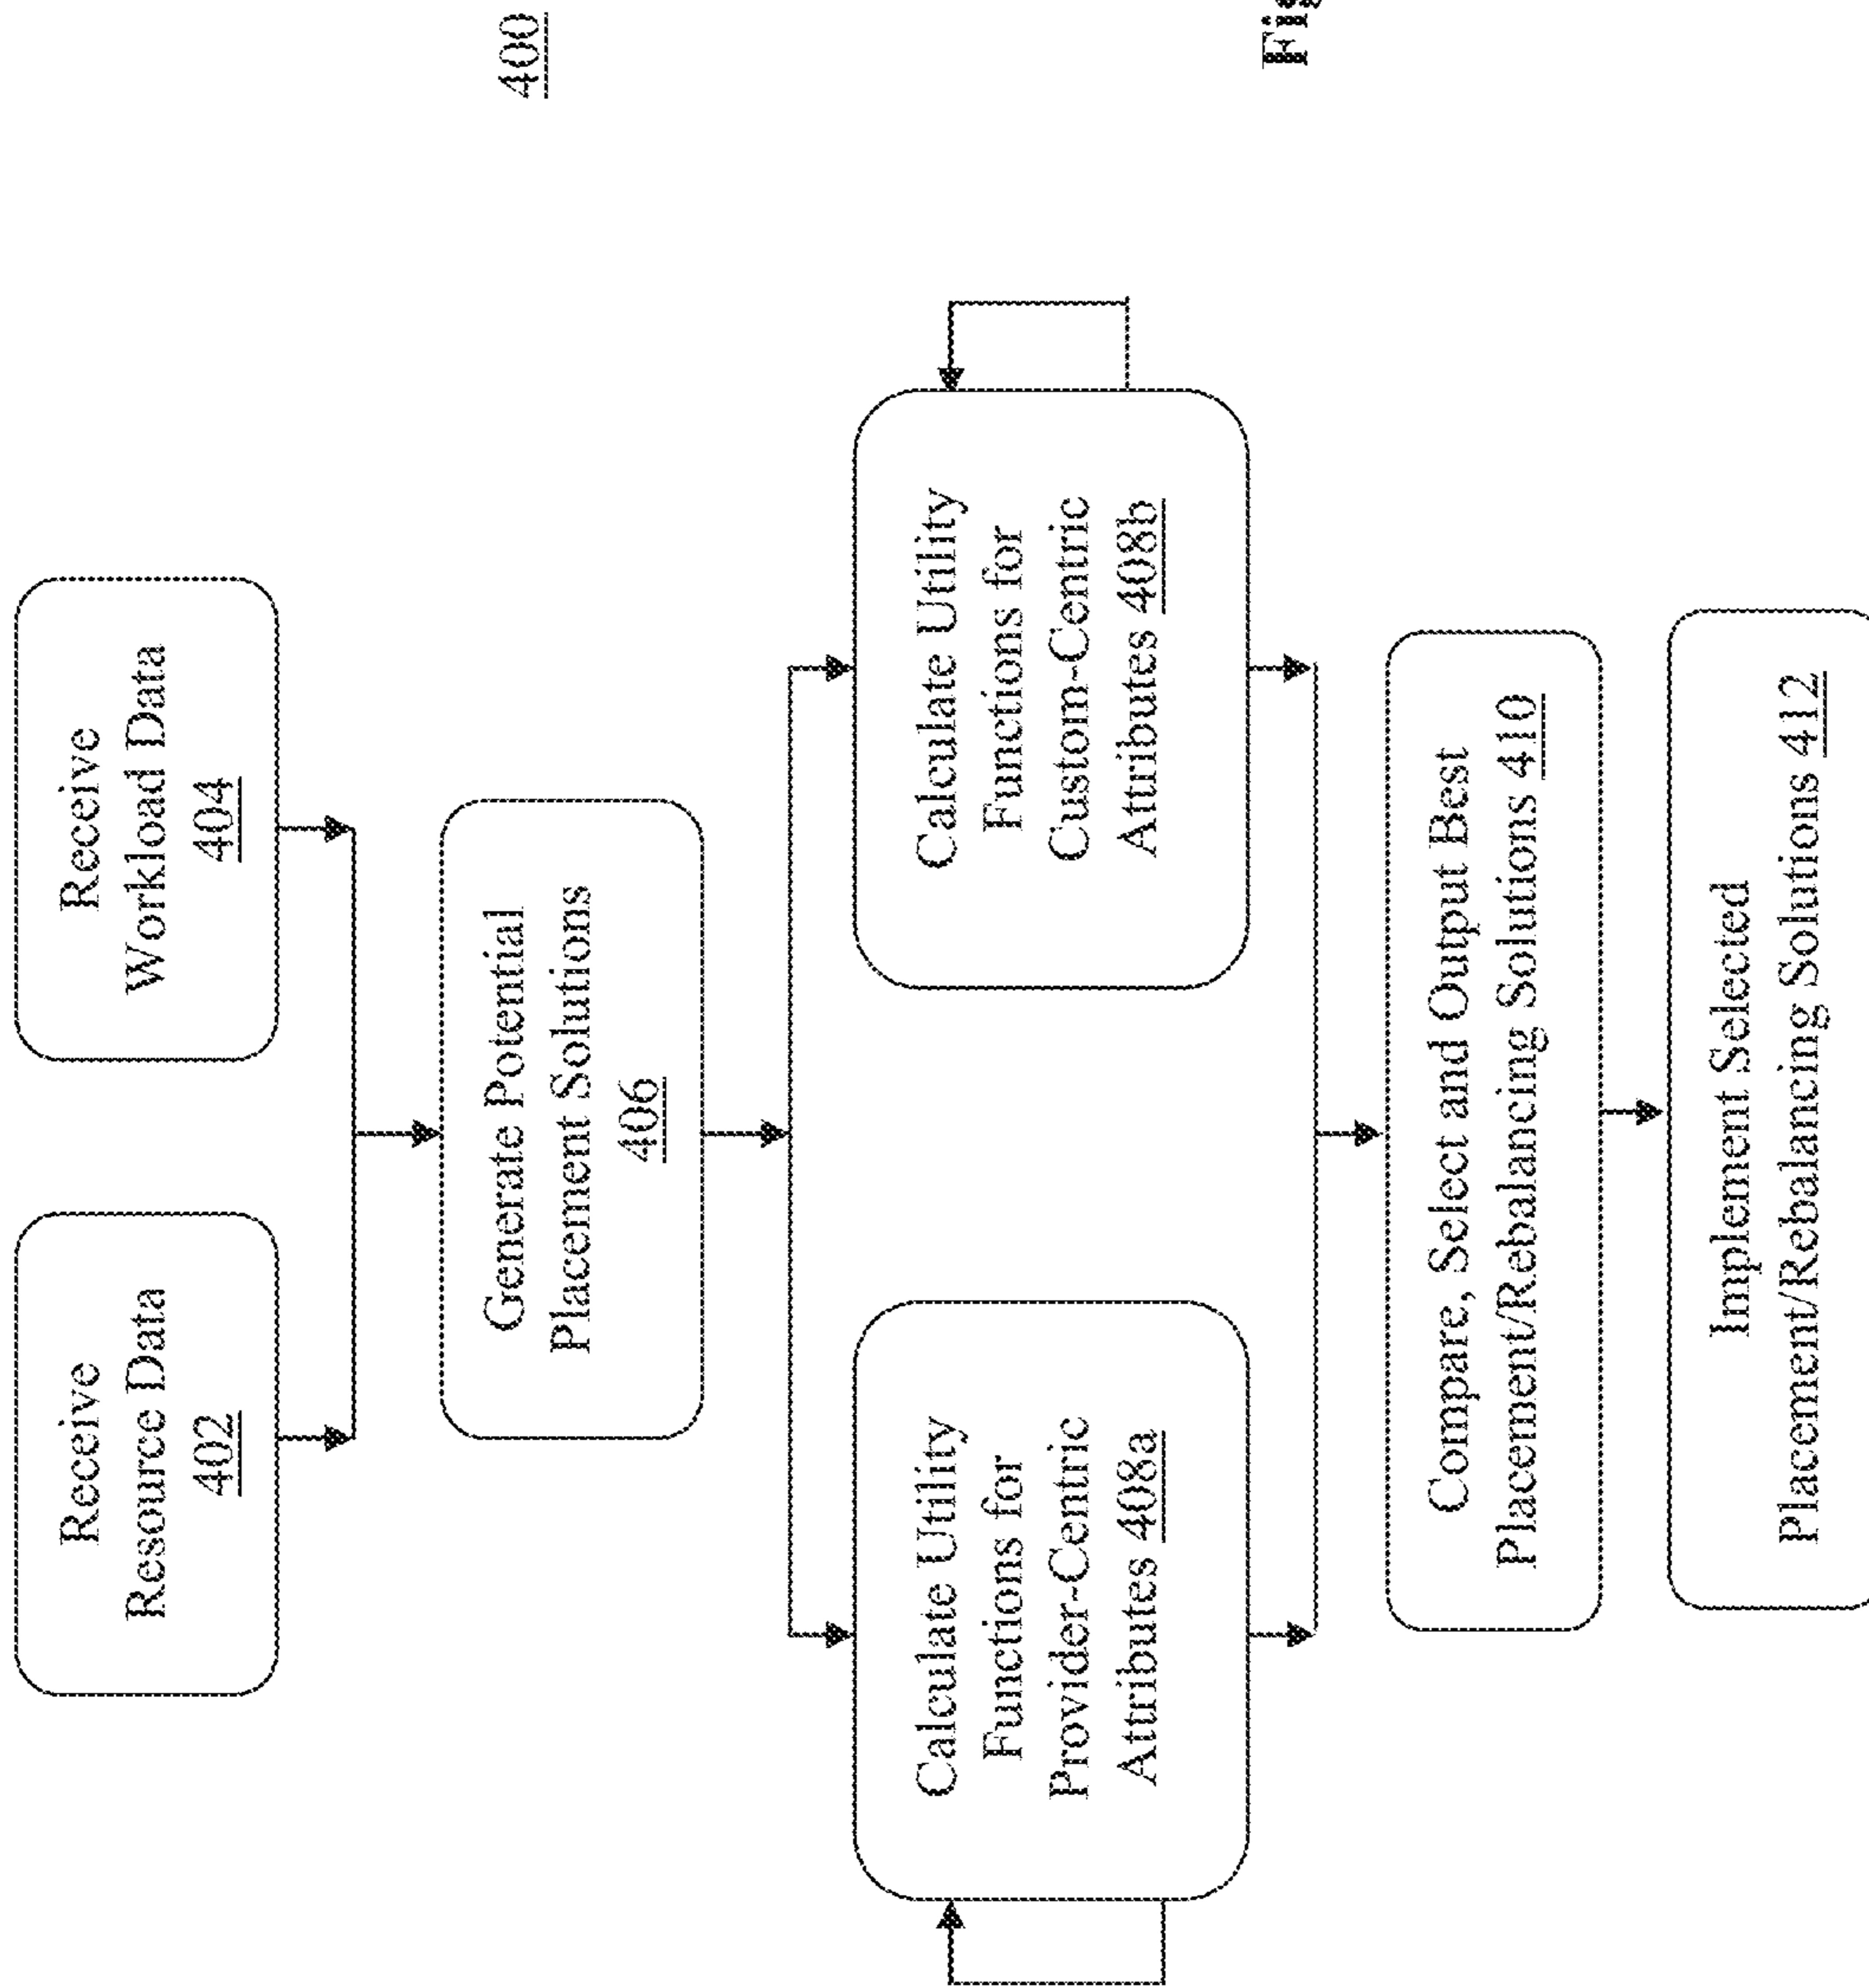 Receive
Resource Data
402
Receive
Workload Data
404
400
Generate Potential
Placement Solutions
406
Calculate Utility
Functions for
Provider-Centric
Attributes 408a
Calculate Utility
Functions for
Custom-Centric
Attributes 408b
Compare, Select and Output Best
Placement/Rebalancing Solutions 410
Implement Selected
Placement/Rebalancing Solutions 412